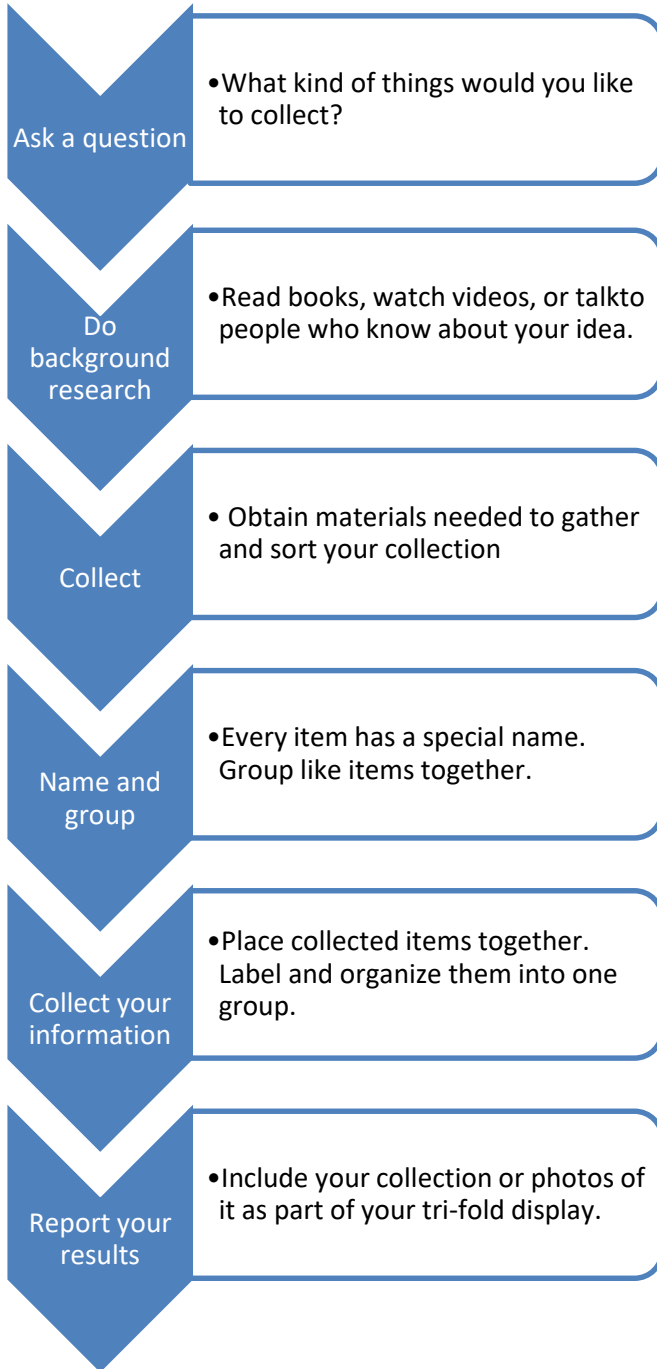 Ask a question
•What kind of things would you like
to collect?
Do
background
research
•Read books, watch videos, or talkto
people who know about your idea.
Collect
• Obtain materials needed to gather
and sort your collection
Name and
group
•Every item has a special name.
Group like items together.
Collect your
information
•Place collected items together.
Label and organize them into one
group.
Report your
results
•Include your collection or photos of
it as part of your tri-fold display.